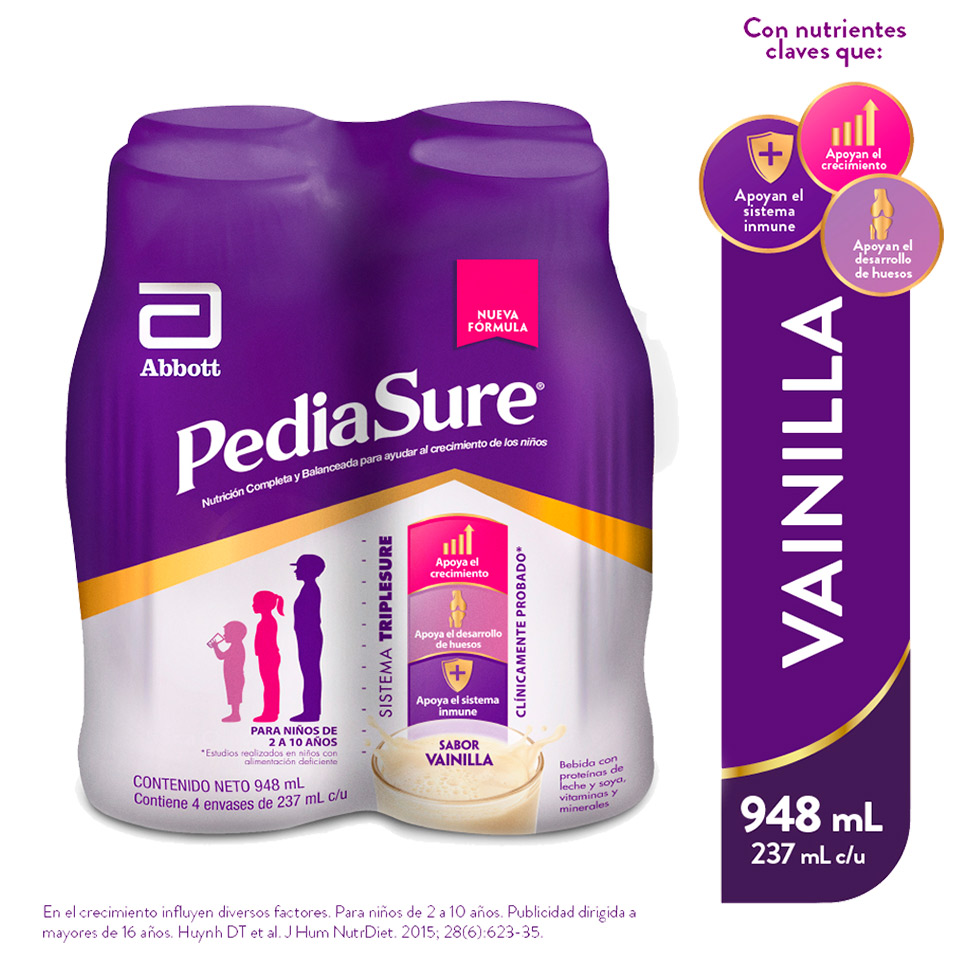 Con nutrientes
claves que:
Apoyan el
crecimiento
Apoyan el
sistema
inmune
Apoyan el
desarrollo
de huesos
Abbott
NUEVA
FÓRMULA
PediaSure®
Nutrición Completa y Balanceada para ayudar al crecimiento de los niños
SISTEMA TRIPLESURE
Apoya el
crecimiento
Apoya el desarrollo
de huesos
Apoya el sistema
inmune
CLÍNICAMENTE PROBADO*
PARA NIÑOS DE
2 A 10 AÑOS
*Estudios realizados en niños con
alimentación deficiente
CONTENIDO NETO 948 mL
Contiene 4 envases de 237 mL c/u
SABOR
VAINILLA
Bebida con
proteínas de
leche y soya,
vitaminas y
minerales
VAINILLA
948 mL
237 mL c/u
En el crecimiento influyen diversos factores. Para niños de 2 a 10 años. Publicidad dirigida a
mayores de 16 años. Huynh DT et al. J Hum NutrDiet. 2015; 28(6):623-35.